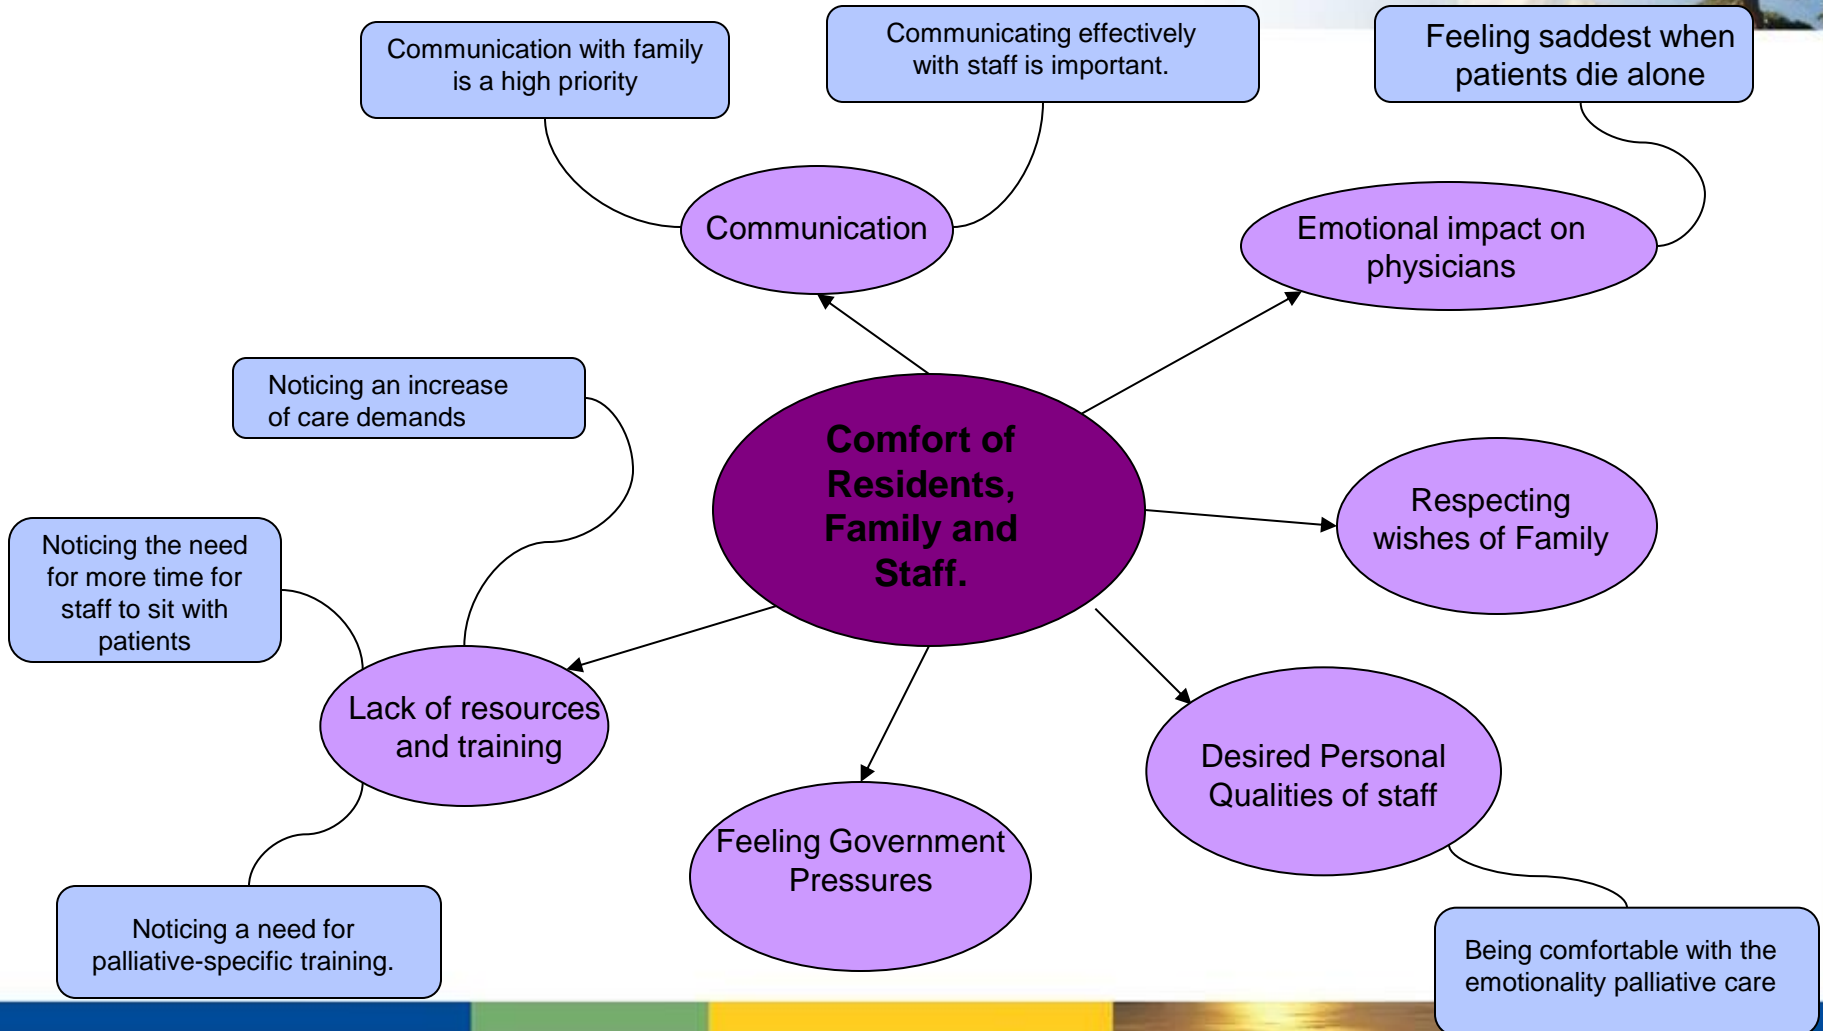 Communication with family
is a high priority
Communicating effectively
with staff is important.
Feeling saddest when
patients die alone
Communication
Emotional impact on
physicians
Noticing an increase
of care demands
Comfort of
Residents,
Family and
Staff.
Respecting
wishes of Family
Noticing the need
for more time for
staff to sit with
patients
Lack of resources
and training
Desired Personal
Qualities of staff
Feeling Government
Pressures
Noticing a need for
palliative-specific training.
Being comfortable with the
emotionality palliative care